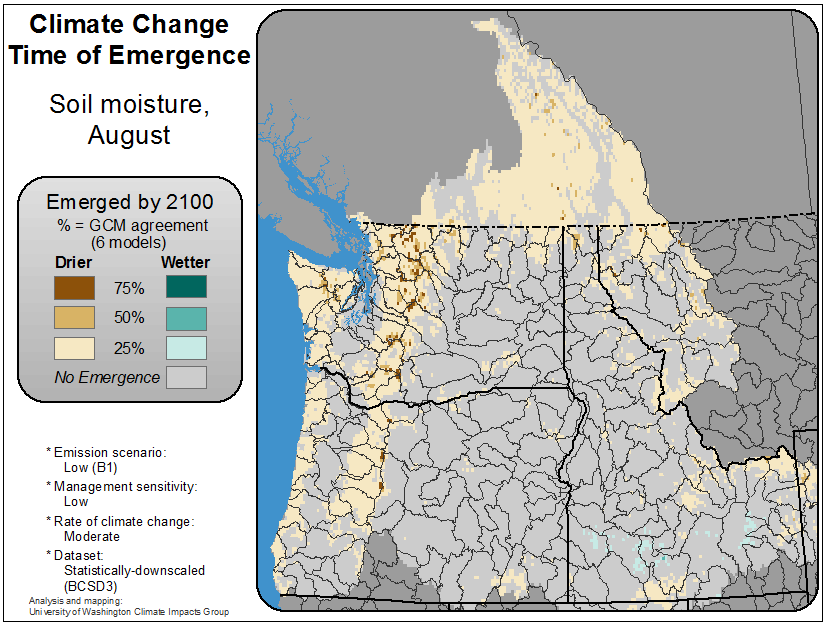 Climate Change
Time of Emergence
Soil moisture,
August
Emerged by 2100
% = GCM agreement
(6 models)
Drier Wetter
75%
50%
25%
No Emergence
* Emission scenario:
Low (B1)
* Management sensitivity:
Low
* Rate of climate change:
Moderate
* Dataset:
Statistically-downscaled
(BCSD3)
Analysis and mapping:
University of Washington Climate Impacts Group